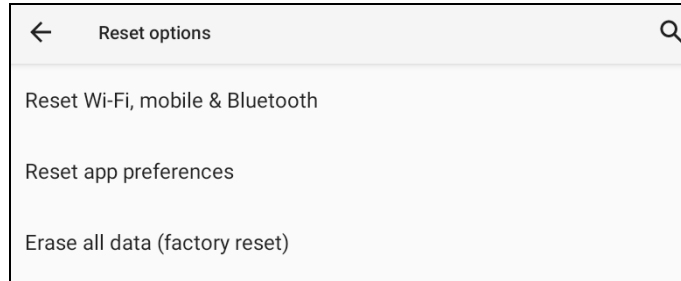 Reset options
Reset Wi-Fi, mobile & Bluetooth
Reset app preferences
Erase all data (factory reset)